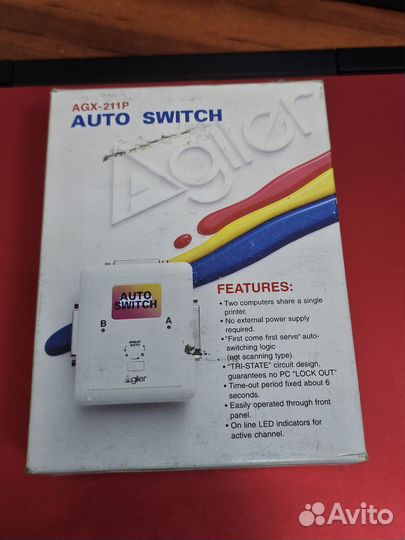 AGX-211P
AUTO SWITCH
Agiler
FEATURES:
• Two computers share a single
printer.
• No external power supply
required.
• "First come first serve" auto-
switching logic
(not scanning type).
• "TRI-STATE" circuit design,
guarantees no PC "LOCK OUT"
• Time-out period fixed about 6
seconds.
• Easily operated through front
panel.
• On line LED indicators for
active channel.
AUTO
SWITCH
B A
Agiler
Avito